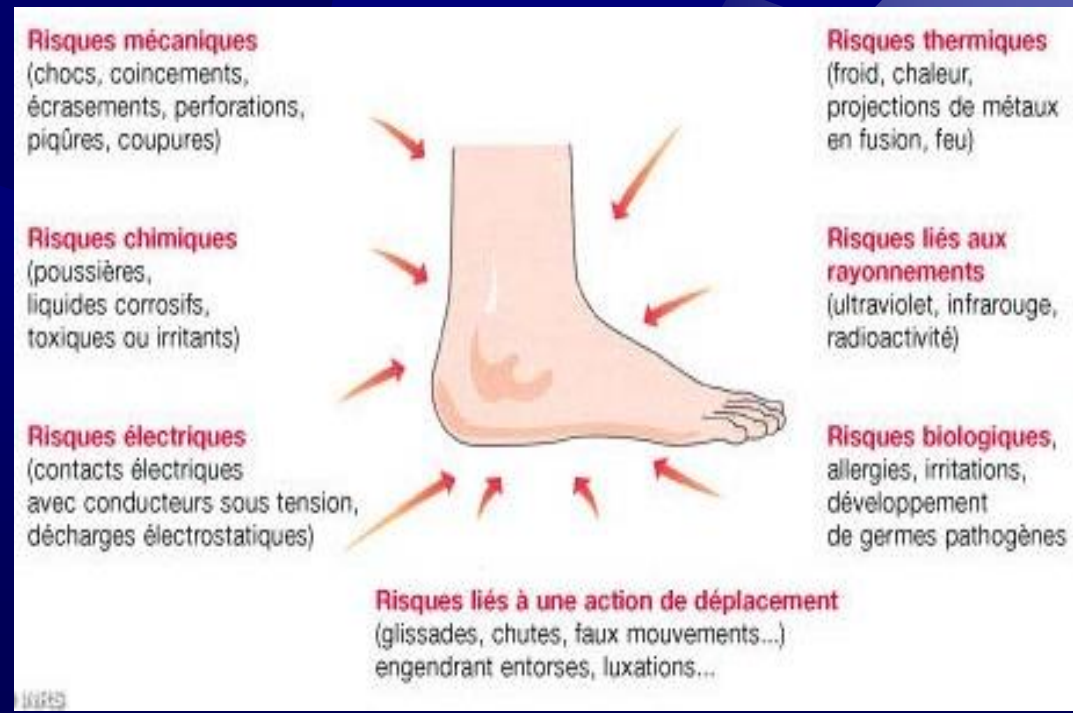 Risques mécaniques
(chocs, coincements,
écrasements, perforations,
piqûres, coupures)
Risques chimiques
(poussières,
liquides corrosifs,
toxiques ou irritants)
Risques électriques
(contacts électriques
avec conducteurs sous tension,
décharges électrostatiques)
Risques thermiques
(froid, chaleur,
projections de métaux
en fusion, feu)
Risques liés aux
rayonnements
(ultraviolet, infrarouge,
radioactivité)
Risques biologiques,
allergies, irritations,
développement
de germes pathogènes
Risques liés à une action de déplacement
(glissades, chutes, faux mouvements...)
engendrant entorses, luxations...